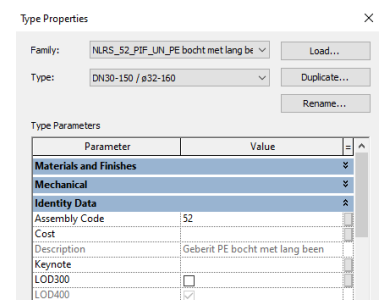 Type Properties
Family: NLRS_52_PIF_UN_PE bocht met lang be Load...
Type: DN30-150 / ø32-160 Duplicate...
Rename...
Type Parameters
Parameter Value =
Materials and Finishes
Mechanical
Identity Data
Assembly Code 52
Cost
Description Geberit PE bocht met lang been
Keynote
LOD300
LOD400